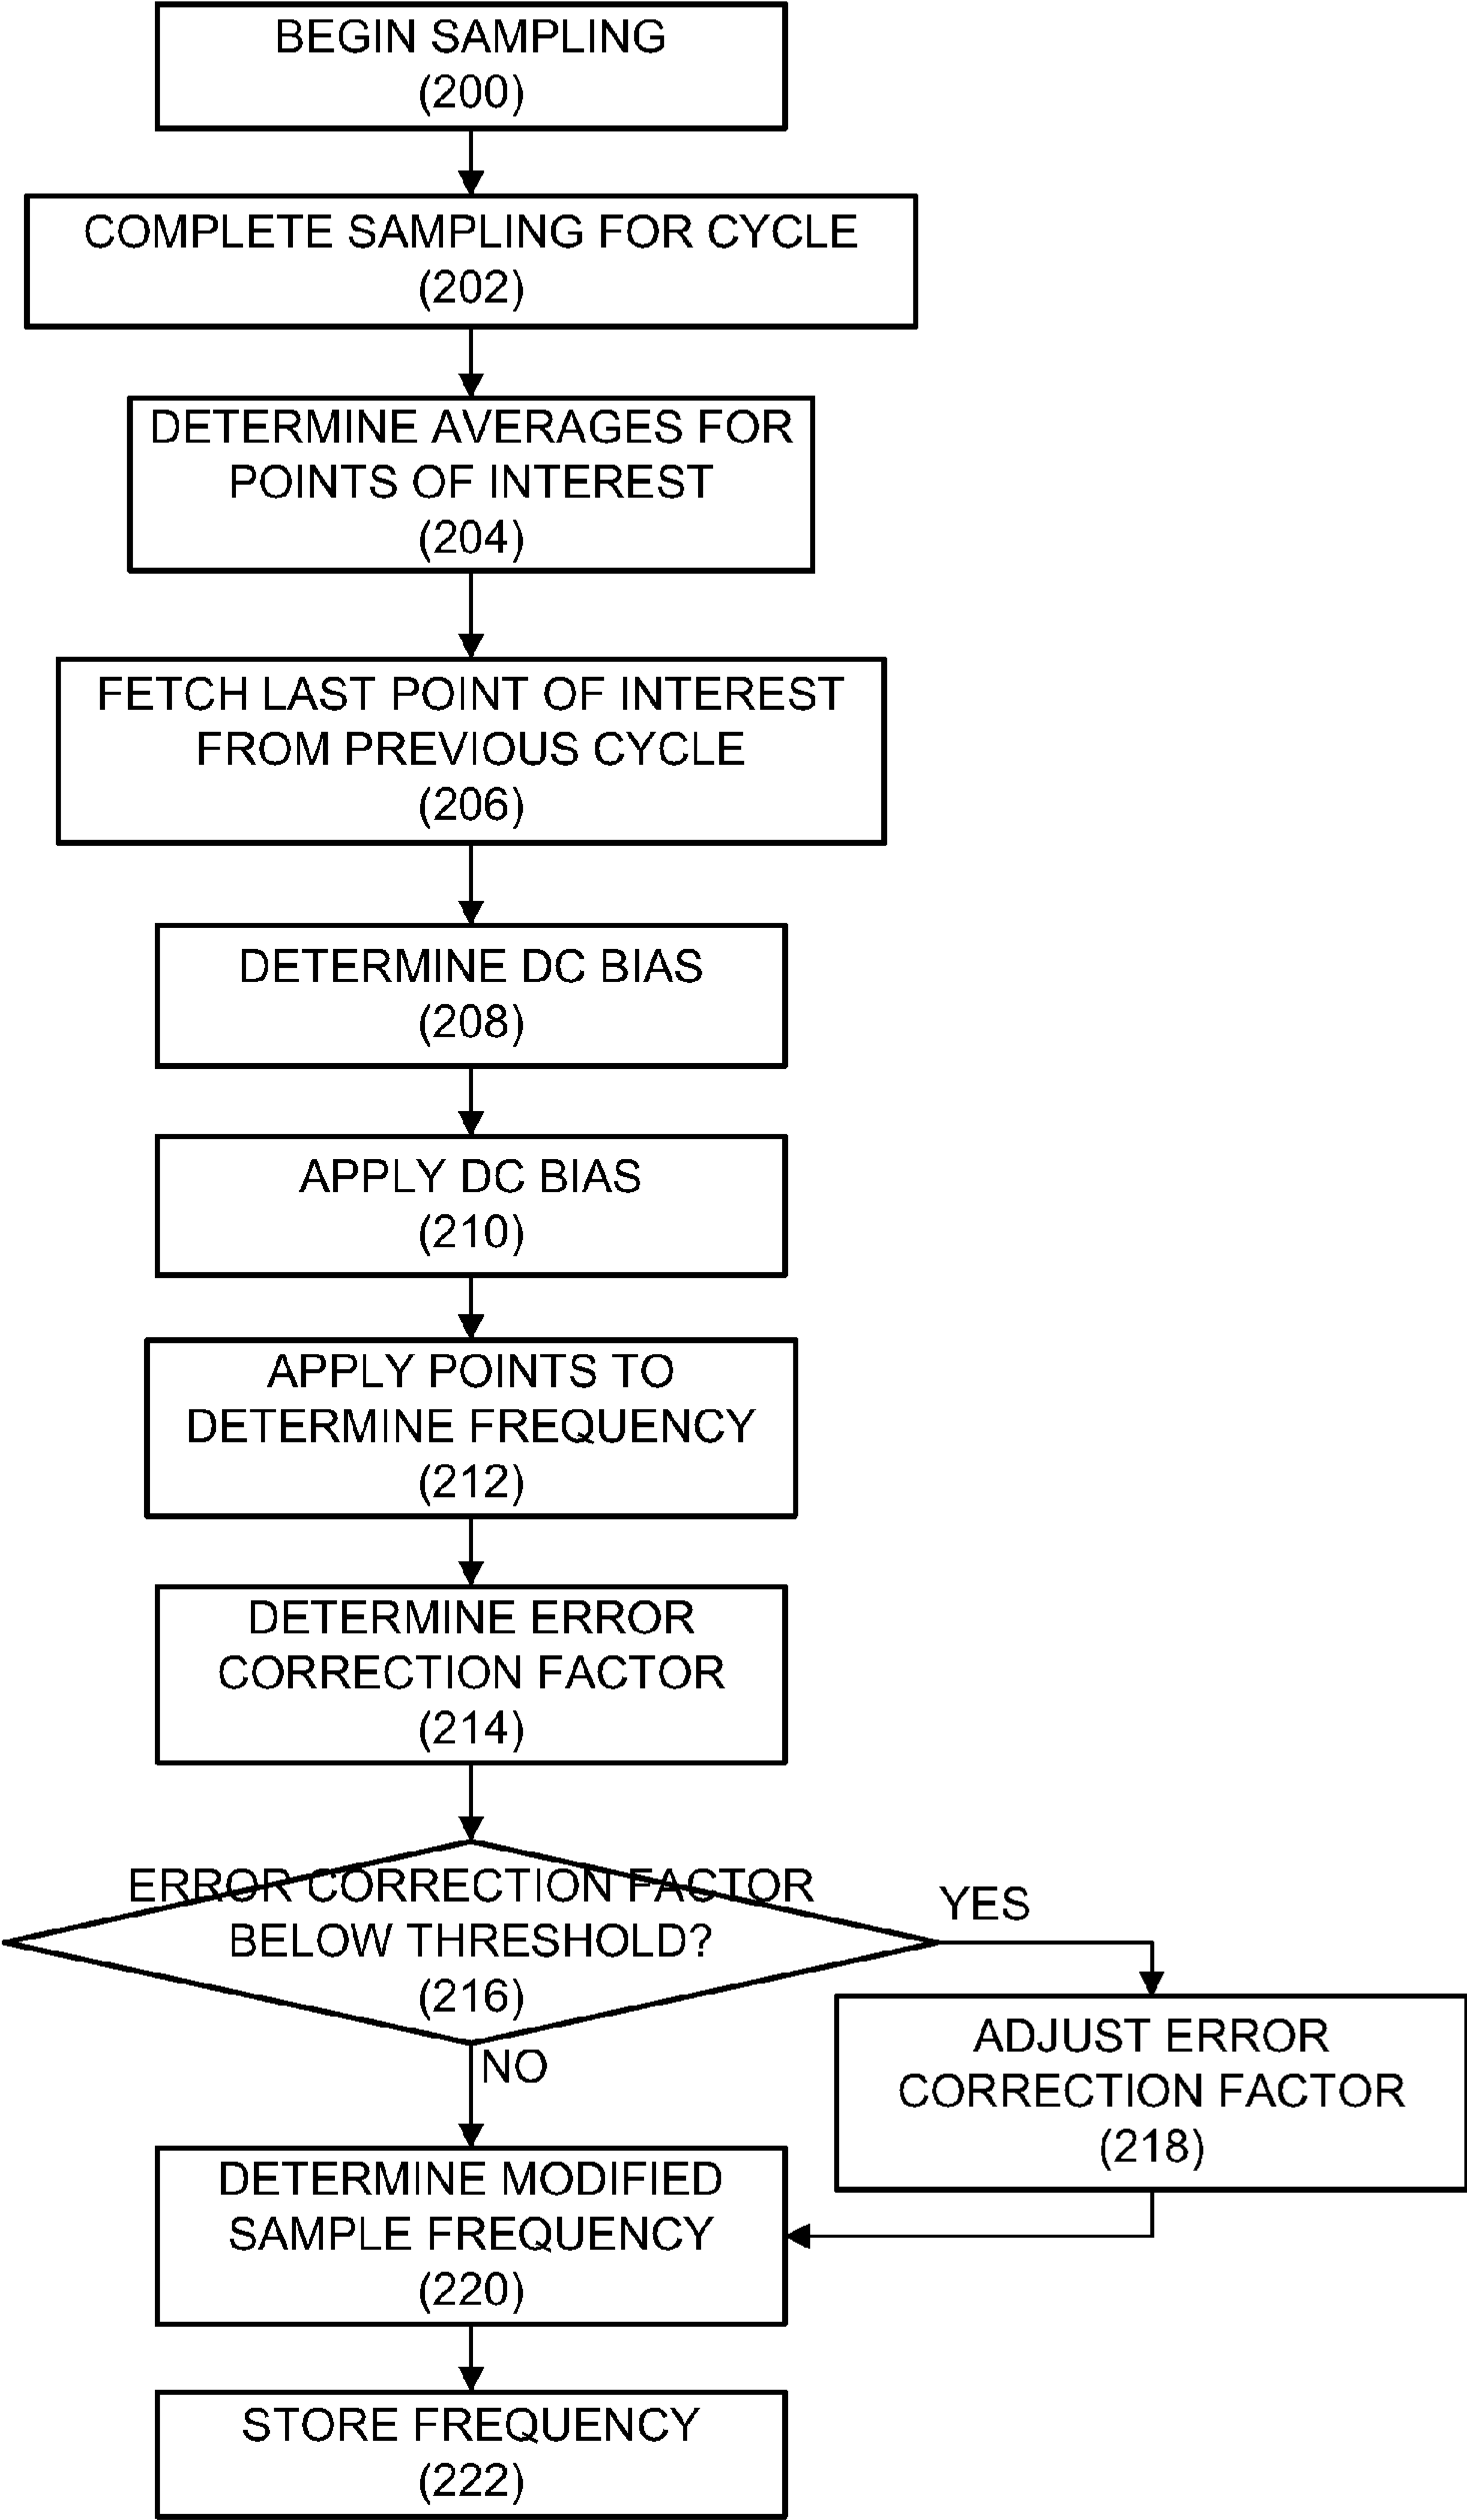 BEGIN SAMPLING
(200)
COMPLETE SAMPLING FOR CYCLE
(202)
DETERMINE AVERAGES FOR
POINTS OF INTEREST
(204)
FETCH LAST POINT OF INTEREST
FROM PREVIOUS CYCLE
(206)
DETERMINE DC BIAS
(208)
APPLY DC BIAS
(210)
APPLY POINTS TO
DETERMINE FREQUENCY
(212)
DETERMINE ERROR
CORRECTION FACTOR
(214)
ERROR CORRECTION FACTOR
BELOW THRESHOLD?
(216)
YES
ADJUST ERROR
CORRECTION FACTOR
(218)
NO
DETERMINE MODIFIED
SAMPLE FREQUENCY
(220)
STORE FREQUENCY
(222)